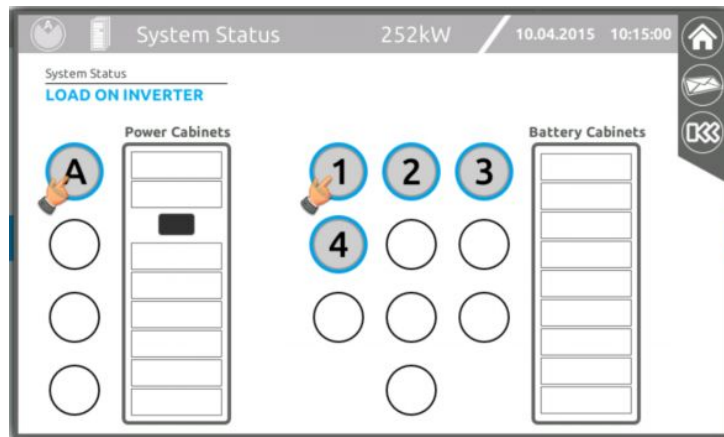 A System Status 252kW 10.04.2015 10:15:00
System Status
LOAD ON INVERTER
Power Cabinets Battery Cabinets
A 1 2 3
4